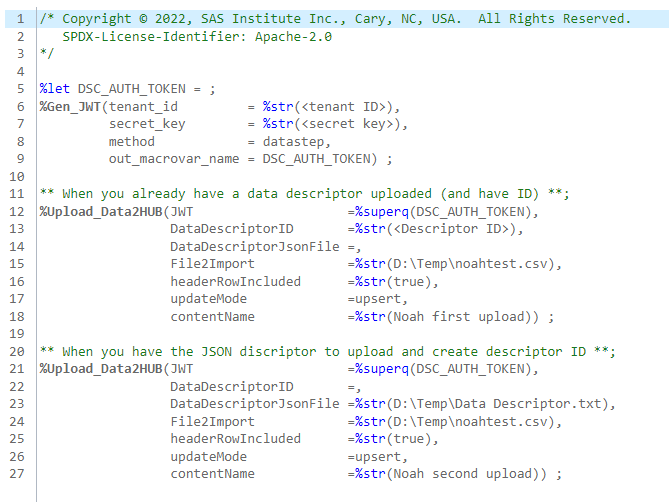 1 /* Copyright © 2022, SAS Institute Inc., Cary, NC, USA.  All Rights Reserved.
2    SPDX-License-Identifier: Apache-2.0
3 */
4
5 %let DSC_AUTH_TOKEN = ;
6 %Gen_JWT(tenant_id         = %str(<tenant ID>),
7          secret_key        = %str(<secret key>),
8          method            = datastep,
9          out_macrovar_name = DSC_AUTH_TOKEN) ;
10
11 ** When you already have a data descriptor uploaded (and have ID) **;
12 %Upload_Data2HUB(JWT                    =%superq(DSC_AUTH_TOKEN),
13                  DataDescriptorID       =%str(<Descriptor ID>),
14                  DataDescriptorJsonFile =,
15                  File2Import            =%str(D:\Temp\noahtest.csv),
16                  headerRowIncluded      =%str(true),
17                  updateMode             =upsert,
18                  contentName            =%str(Noah first upload)) ;
19
20 ** When you have the JSON discriptor to upload and create descriptor ID **;
21 %Upload_Data2HUB(JWT                    =%superq(DSC_AUTH_TOKEN),
22                  DataDescriptorID       =,
23                  DataDescriptorJsonFile =%str(D:\Temp\Data Descriptor.txt),
24                  File2Import            =%str(D:\Temp\noahtest.csv),
25                  headerRowIncluded      =%str(true),
26                  updateMode             =upsert,
27                  contentName            =%str(Noah second upload)) ;